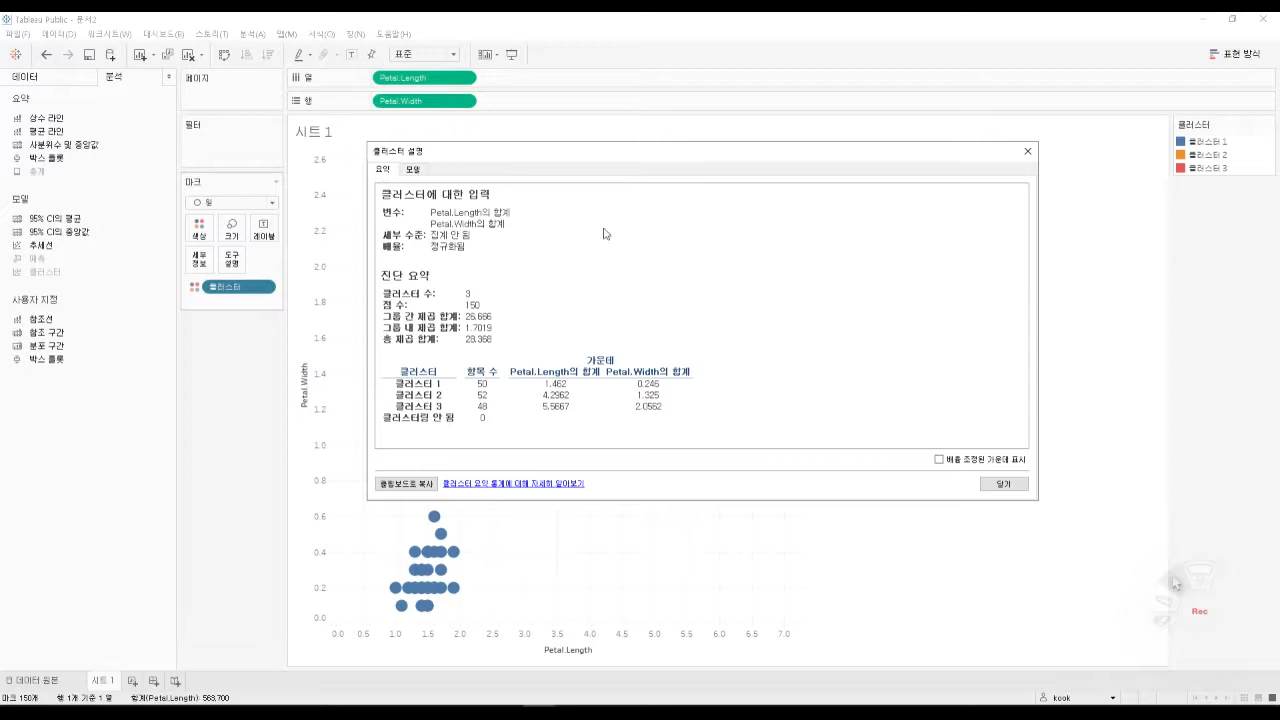 Tableau Public - 문서2
파일(F) 데이터(D) 워크시트(W) 대시보드(B) 스토리(T) 분석(A) 맵(M) 서식(O) 창(N) 도움말(H)
표준
표현 방식
데이터 분석
요약
상수 라인
평균 라인
사분위수 및 중앙값
박스 플롯
총계
모델
95% CI의 평균
95% CI의 중앙값
추세선
예측
클러스터
사용자 지정
참조선
참조 구간
분포 구간
박스 플롯
페이지
필터
마크
원
색상 크기 레이블
세부 정보 도구 설명
클러스터
열 Petal.Length
행 Petal.Width
시트 1
클러스터 설명
요약 모델
클러스터에 대한 입력
변수: Petal.Length의 합계
Petal.Width의 합계
세부 수준: 집계 안 됨
배율: 정규화됨
진단 요약
클러스터 수: 3
점 수: 150
그룹 간 제곱 합계: 26.666
그룹 내 제곱 합계: 1.7019
총 제곱 합계: 28.368
가운데
클러스터 항목 수 Petal.Length의 합계 Petal.Width의 합계
클러스터 1 50 1.462 0.245
클러스터 2 52 4.2962 1.325
클러스터 3 48 5.5667 2.0562
클러스터링 안 됨 0
배율 조정된 가운데 표시
클립보드로 복사 클러스터 요약 통계에 대해 자세히 알아보기 닫기
클러스터
클러스터 1
클러스터 2
클러스터 3
2.6
2.4
2.2
2.0
1.8
1.6
1.4
1.2
1.0
0.8
0.6
0.4
0.2
0.0
Petal.Width
0.0 0.5 1.0 1.5 2.0 2.5 3.0 3.5 4.0 4.5 5.0 5.5 6.0 6.5 7.0
Petal.Length
Rec
데이터 원본 시트 1
마크 150개 행 1개 기준 1 열 합계(Petal.Length): 563.700
kook